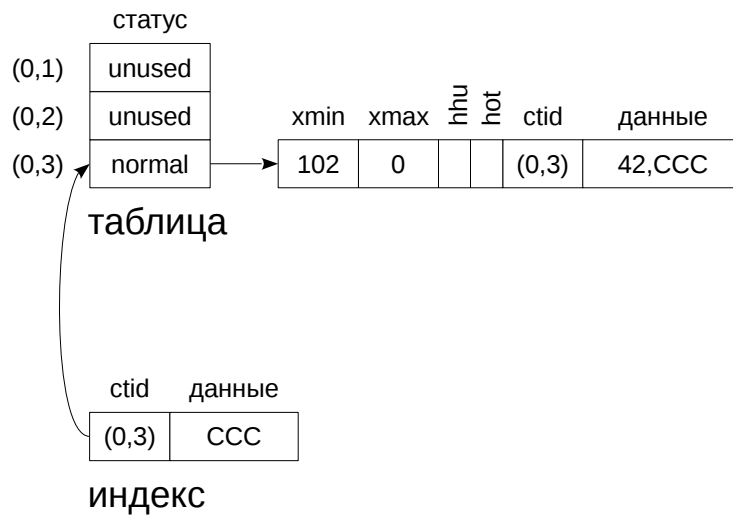 статус
(0,1) unused
(0,2) unused
xmin xmax hhu hot ctid данные
(0,3) normal 102 0 (0,3) 42,CCC
таблица
ctid данные
(0,3) CCC
индекс